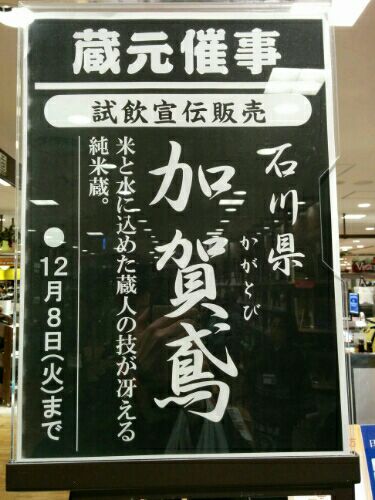 蔵元催事
試飲宣伝販売
石川県
加賀鳶
かがとび
米と水に込めた蔵人の技が冴える
純米蔵。
●12月8日(火)まで